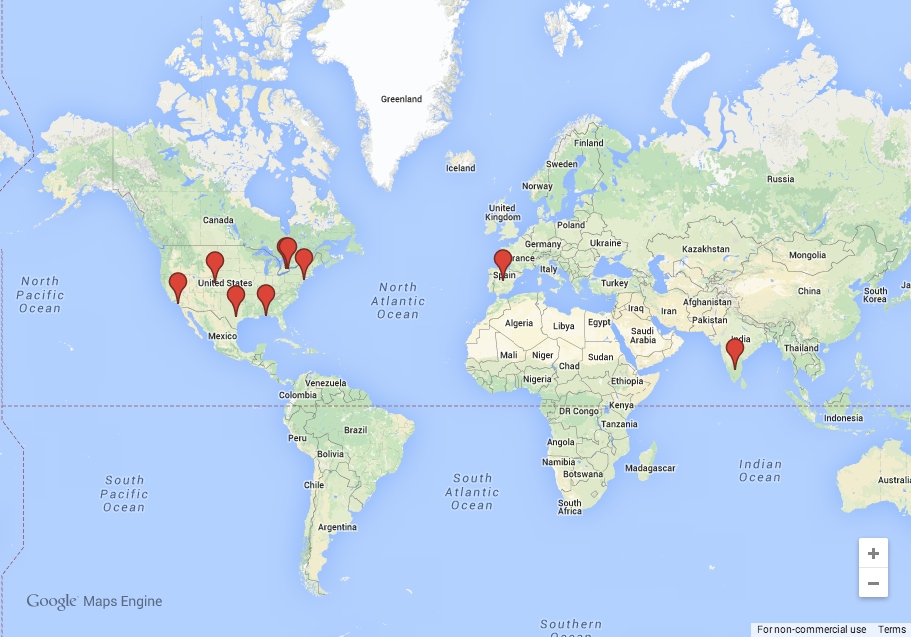 Greenland
Iceland
Finland
Sweden
Norway
Russia
United
Kingdom
Canada
Poland
Germany
Ukraine
Kazakhstan
Mongolia
rance
Italy
Spain
Turkey
North
Pacific
Ocean
United States
North
Atlantic
Ocean
China
South
Korea
Ja
Afghanistan
Iraq
Iran
Pakistan
Mexico
Algeria
Libya
Egypt
Saudi
Arabia
dia
Thailand
Mali
Niger
Chad
Sudan
Nigeria
Ethiopia
Venezuela
Colombia
DR Congo
Kenya
Tanzania
Indonesia
Brazil
Peru
Bolivia
Angola
Namibia
Botswana
Madagascar
South
Pacific
Ocean
Chile
South
Atlantic
Ocean
Indian
Ocean
Australia
South
Africa
Argentina
+
−
Google Maps Engine
Southern
Ocean
For non-commercial use
Terms